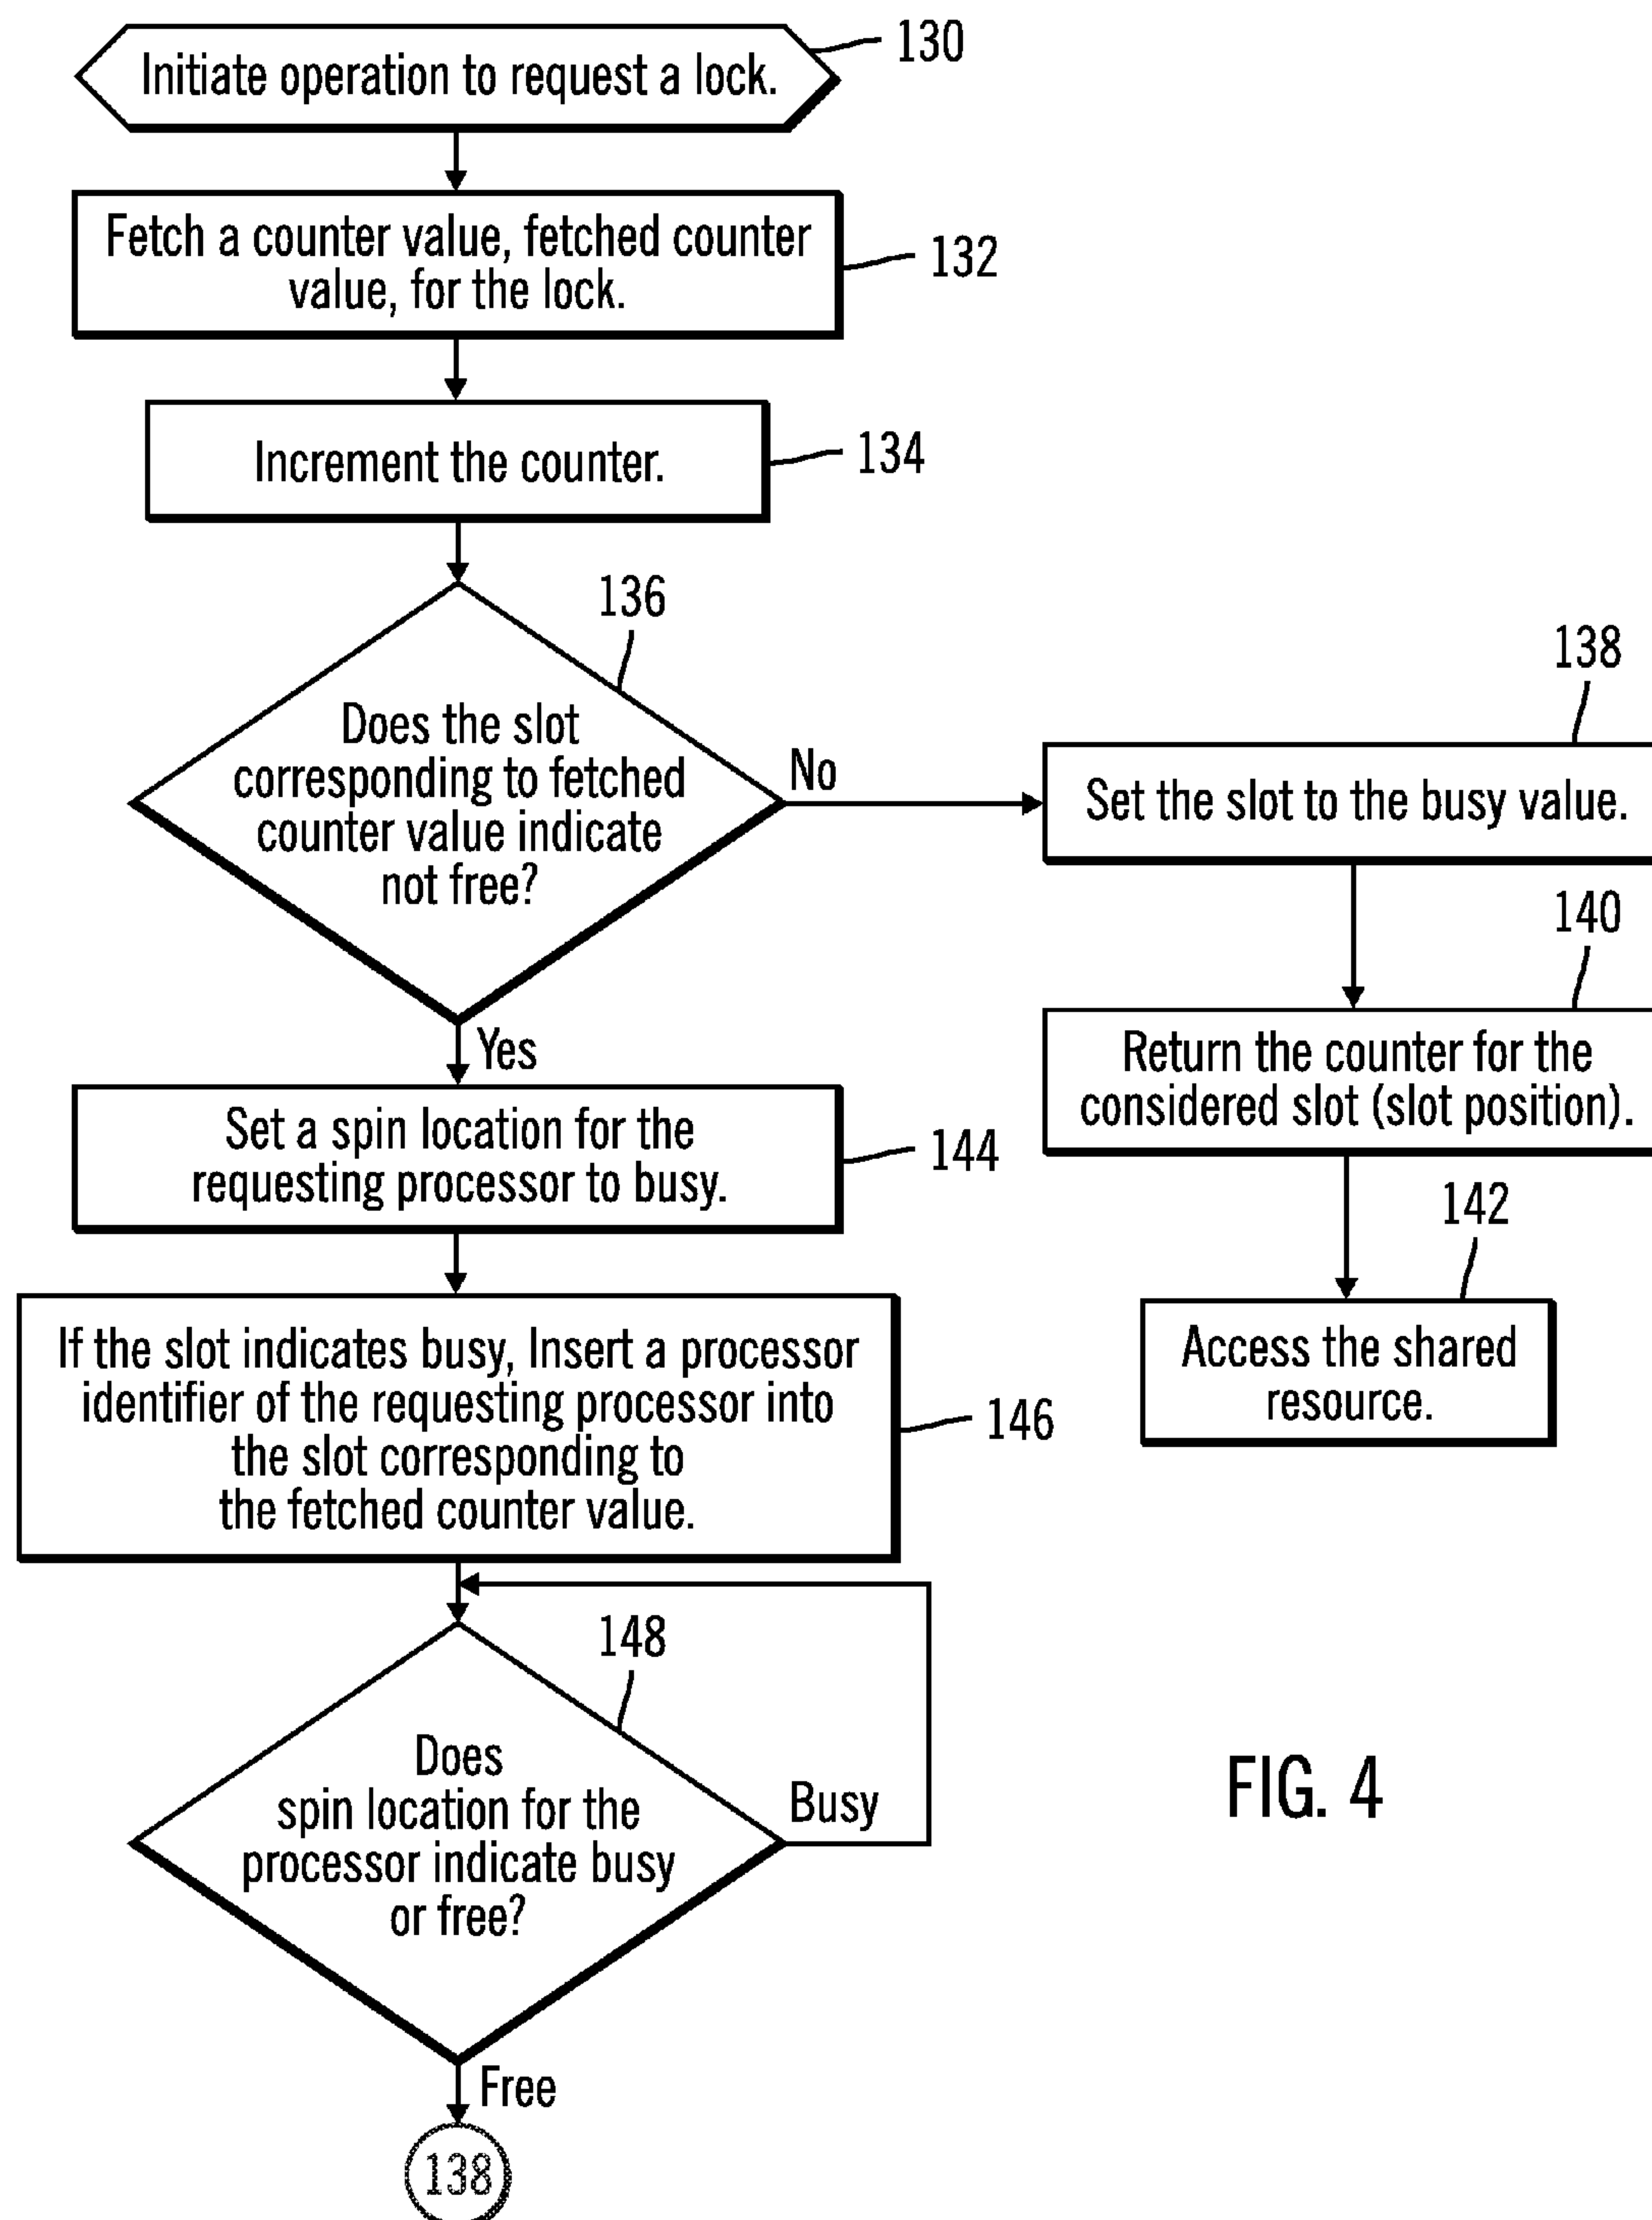 Initiate operation to request a lock.
130
Fetch a counter value, fetched counter
value, for the lock.
132
Increment the counter.
134
136
Does the slot
corresponding to fetched
counter value indicate
not free?
No
Yes
138
Set the slot to the busy value.
140
Return the counter for the
considered slot (slot position).
142
Access the shared
resource.
Set a spin location for the
requesting processor to busy.
144
If the slot indicates busy, Insert a processor
identifier of the requesting processor into
the slot corresponding to
the fetched counter value.
146
148
Does
spin location for the
processor indicate busy
or free?
Busy
Free
138
FIG. 4